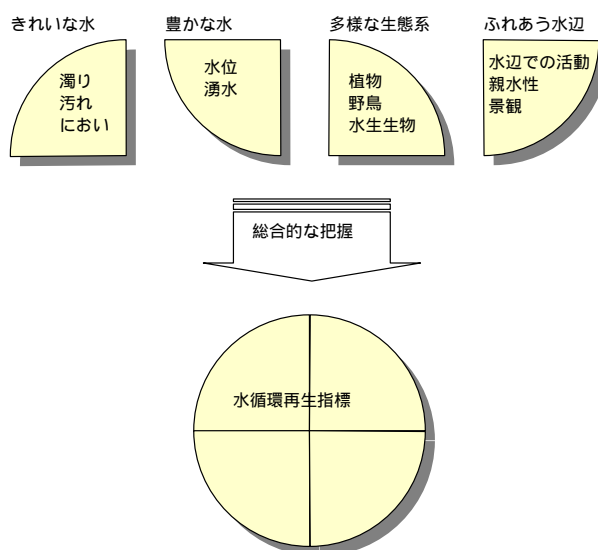 きれいな水
濁り
汚れ
におい
豊かな水
水位
湧水
多様な生態系
植物
野鳥
水生生物
ふれあう水辺
水辺での活動
親水性
景観
総合的な把握
水循環再生指標